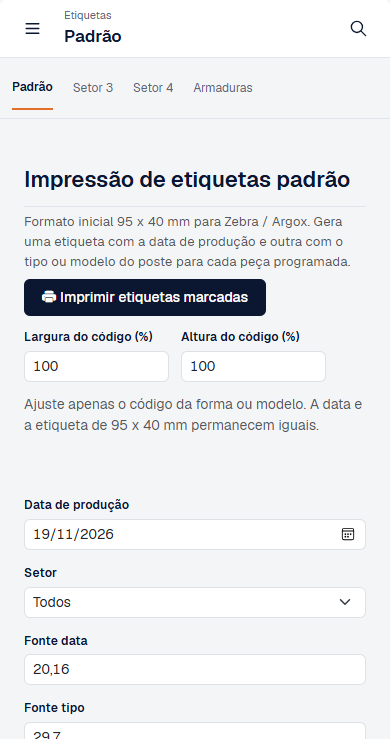 Etiquetas
Padrão
Padrão Setor 3 Setor 4 Armaduras
Impressão de etiquetas padrão
Formato inicial 95 x 40 mm para Zebra / Argox. Gera
uma etiqueta com a data de produção e outra com o
tipo ou modelo do poste para cada peça programada.
Imprimir etiquetas marcadas
Largura do código (%) Altura do código (%)
100 100
Ajuste apenas o código da forma ou modelo. A data e
a etiqueta de 95 x 40 mm permanecem iguais.
Data de produção
19/11/2026
Setor
Todos
Fonte data
20,16
Fonte tipo
29,7